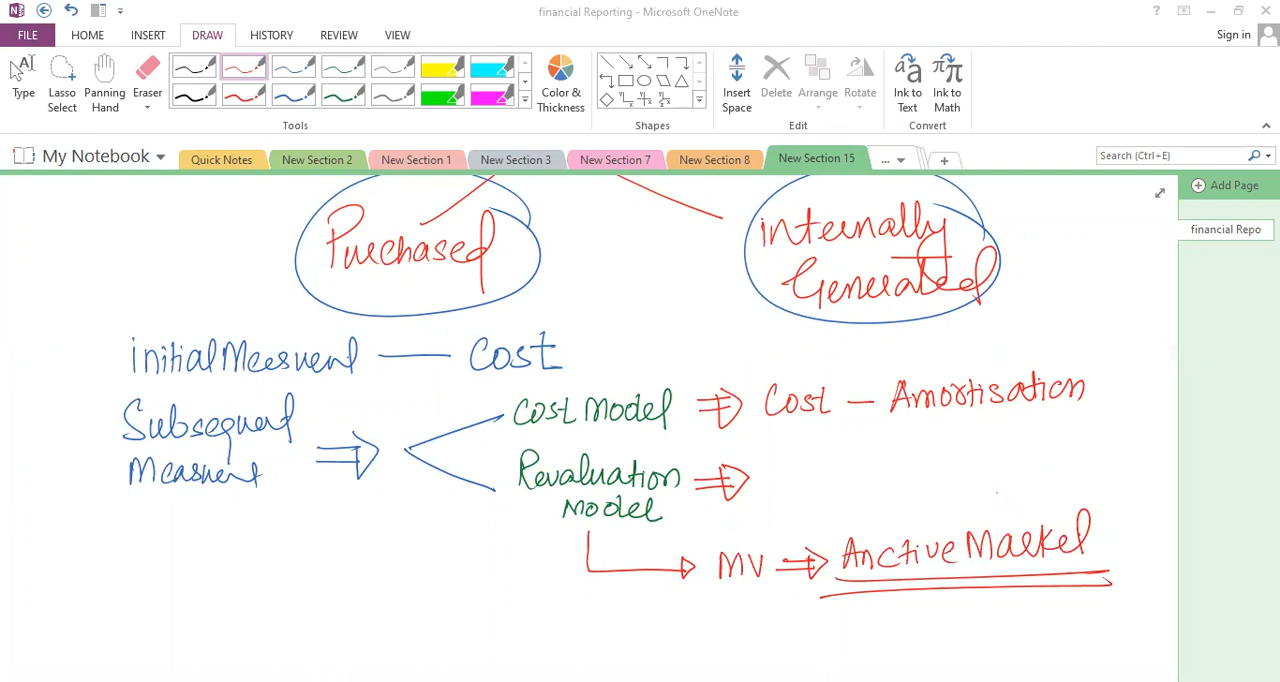 financial Reporting - Microsoft OneNote
Sign in
FILE HOME INSERT DRAW HISTORY REVIEW VIEW
Type Lasso Select Panning Hand Eraser Color & Thickness Insert Space Delete Arrange Rotate Ink to Text Ink to Math
Tools Shapes Edit Convert
My Notebook Quick Notes New Section 2 New Section 1 New Section 3 New Section 7 New Section 8 New Section 15 ... + Search (Ctrl+E)
Add Page
financial Repo
Purchased internally
Generated
initial Measment — Cost
Cost Model ⇒ Cost — Amortisation
Subsequent
Measment ⇒
Revaluation ⇒
Model
MV ⇒ Anctive Market